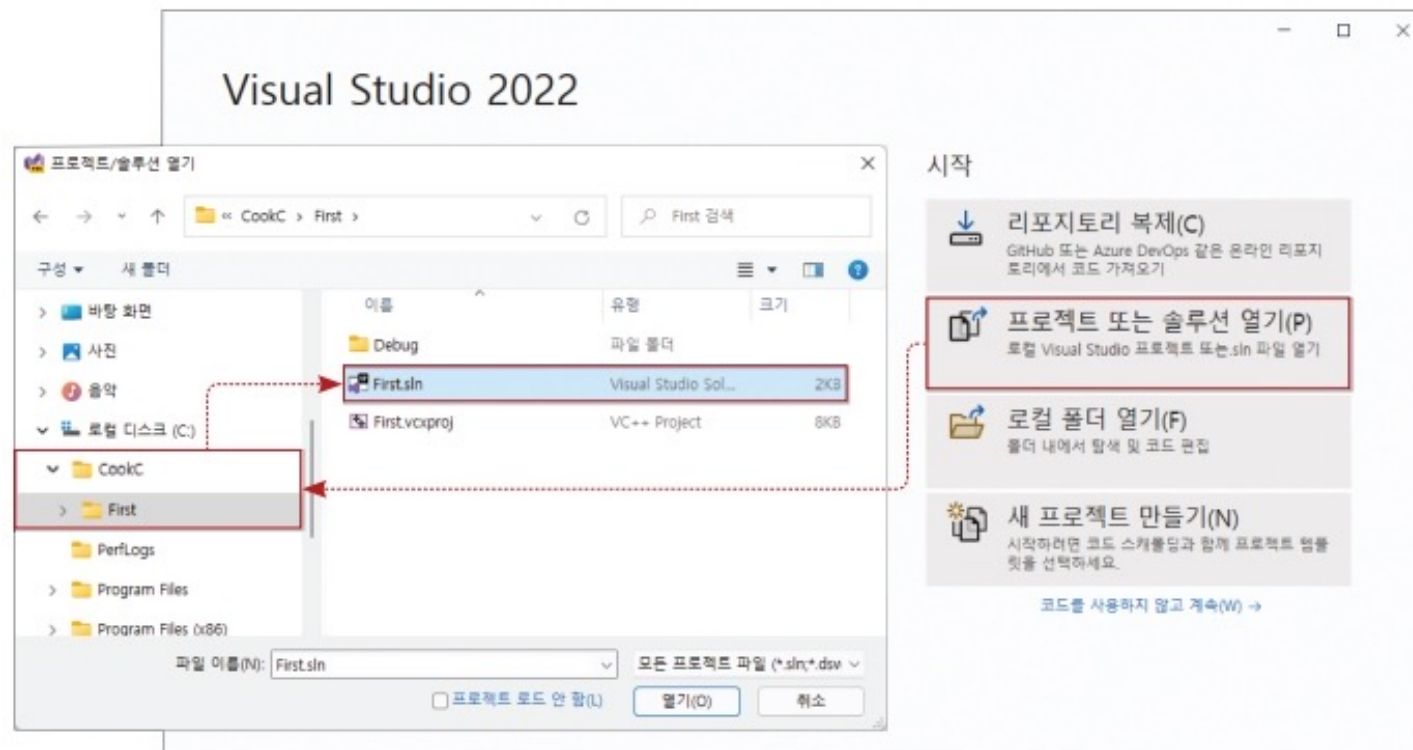 Visual Studio 2022
프로젝트/솔루션 열기
« CookC › First ›
First 검색
구성
새 폴더
이름 유형 크기
바탕 화면
사진
음악
로컬 디스크 (C:)
CookC
First
PerfLogs
Program Files
Program Files (x86)
Debug 파일 폴더
First.sln Visual Studio Sol... 2KB
First.vcxproj VC++ Project 8KB
파일 이름(N): First.sln
모든 프로젝트 파일 (*.sln;*.dsw
프로젝트 로드 안 함(L)
열기(O)
취소
시작
리포지토리 복제(C)
GitHub 또는 Azure DevOps 같은 온라인 리포지
토리에서 코드 가져오기
프로젝트 또는 솔루션 열기(P)
로컬 Visual Studio 프로젝트 또는.sln 파일 열기
로컬 폴더 열기(F)
폴더 내에서 탐색 및 코드 편집
새 프로젝트 만들기(N)
시작하려면 코드 스캐폴딩과 함께 프로젝트 템플
릿을 선택하세요.
코드를 사용하지 않고 계속(W) →